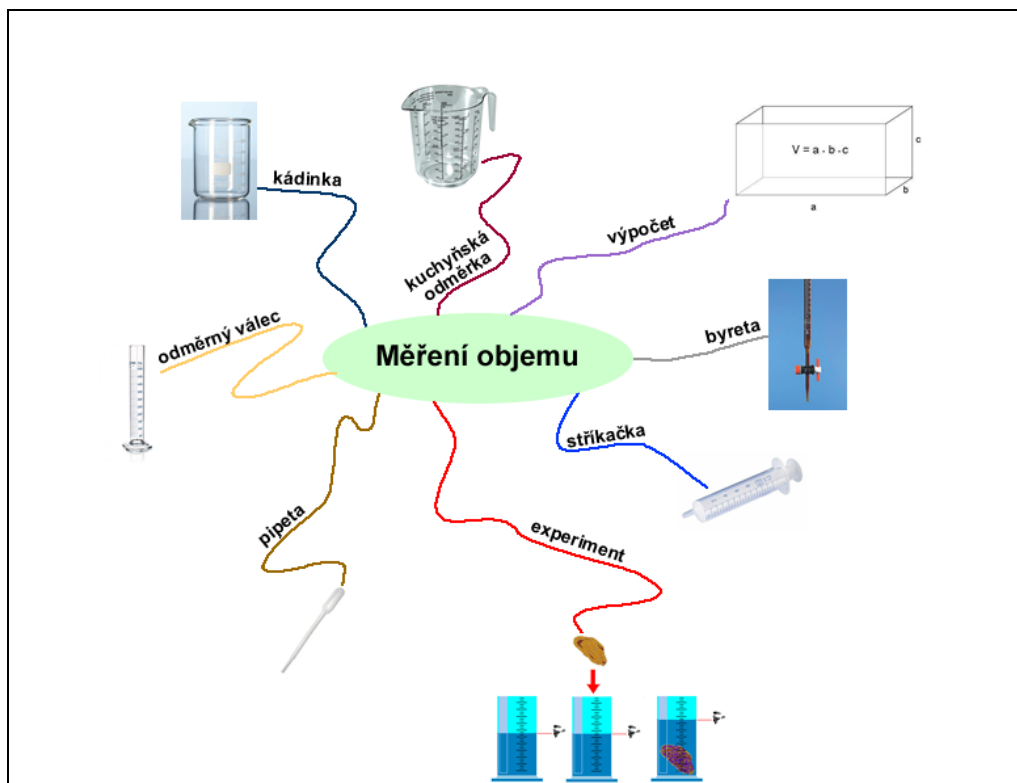 kádinka
kuchyňská
odměrka
výpočet
V = a - b - c
c
b
a
odměrný válec
Měření objemu
byreta
stříkačka
pipeta
experiment